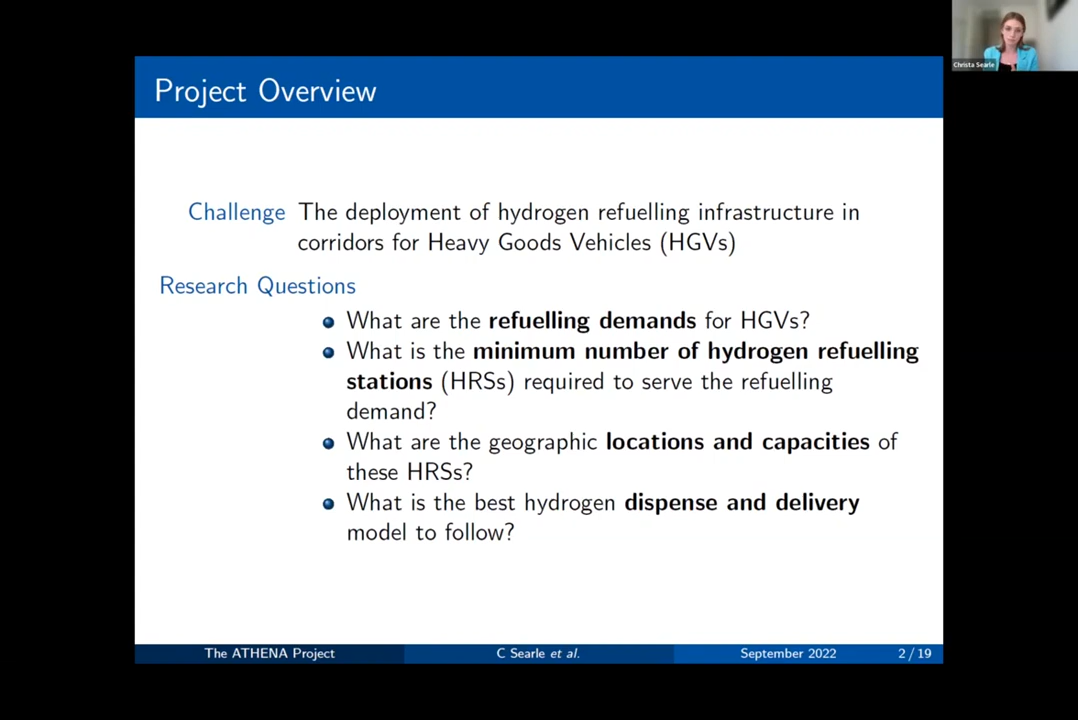 Christa Searle
Project Overview
Challenge The deployment of hydrogen refuelling infrastructure in
corridors for Heavy Goods Vehicles (HGVs)
Research Questions
What are the refuelling demands for HGVs?
What is the minimum number of hydrogen refuelling
stations (HRSs) required to serve the refuelling
demand?
What are the geographic locations and capacities of
these HRSs?
What is the best hydrogen dispense and delivery
model to follow?
The ATHENA Project C Searle et al. September 2022 2 / 19